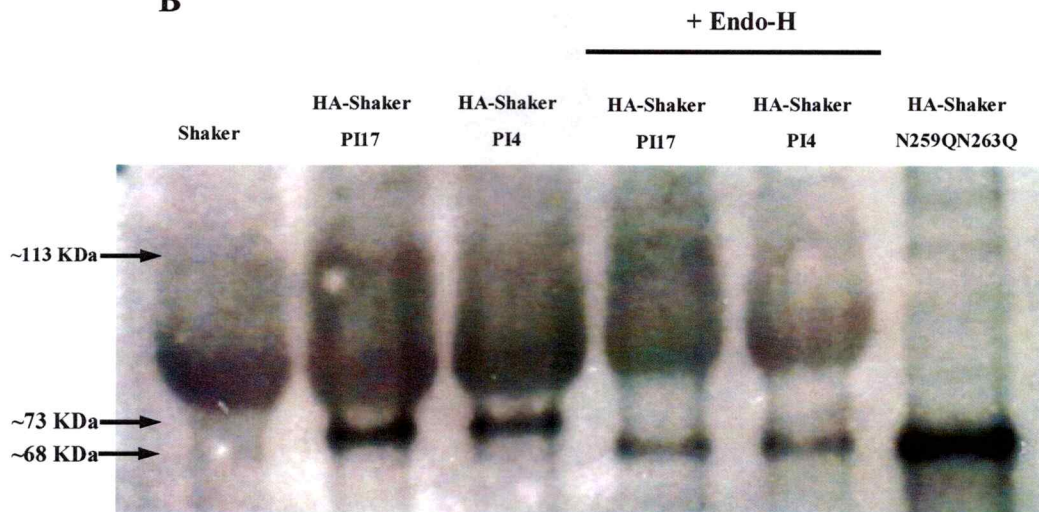 B
+ Endo-H
Shaker
HA-Shaker
PI17
HA-Shaker
PI4
HA-Shaker
PI17
HA-Shaker
PI4
HA-Shaker
N259QN263Q
~113 KDa
~73 KDa
~68 KDa